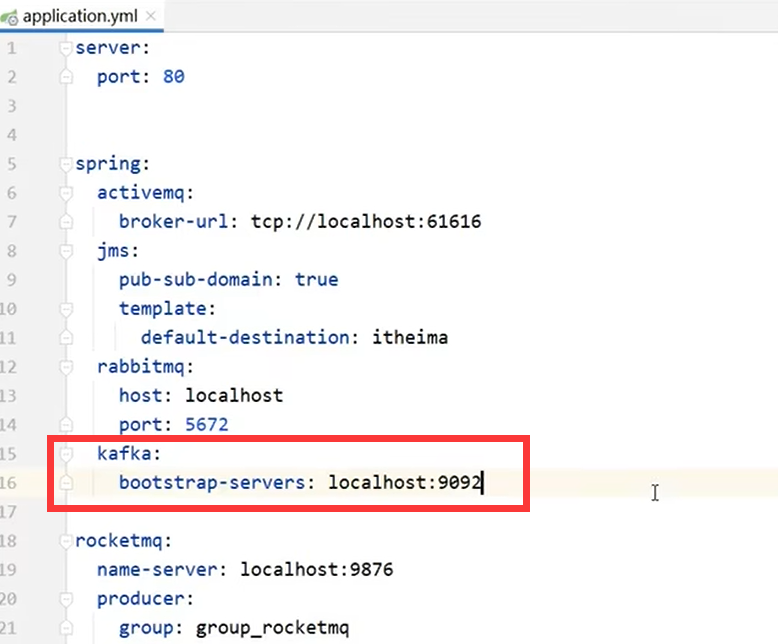 application.yml
1 server:
2   port: 80
3
4
5 spring:
6   activemq:
7     broker-url: tcp://localhost:61616
8   jms:
9     pub-sub-domain: true
10     template:
11       default-destination: itheima
12   rabbitmq:
13     host: localhost
14     port: 5672
15   kafka:
16     bootstrap-servers: localhost:9092
17
18 rocketmq:
19   name-server: localhost:9876
20   producer:
21     group: group_rocketmq